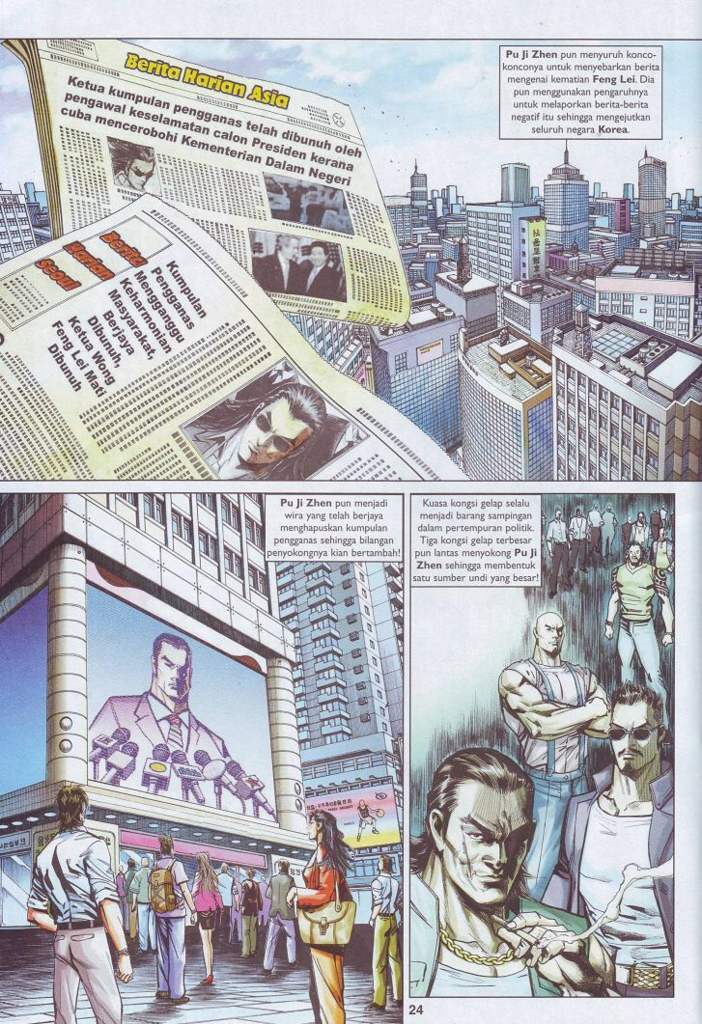 Berita Harian Asia
Ketua kumpulan pengganas telah dibunuh oleh
pengawal keselamatan calon Presiden kerana
cuba mencerobohi Kementerian Dalam Negeri
Pu Ji Zhen pun menyuruh konco-
konconya untuk menyebarkan berita
mengenai kematian Feng Lei. Dia
pun menggunakan pengaruhnya
untuk melaporkan berita-berita
negatif itu sehingga mengejutkan
seluruh negara Korea.
Berita
Harian
Seoul
Kumpulan
Pengganas
Mengganggu
Keharmonian
Masyarakat,
Berjaya
Dibunuh,
Ketua Wong
Feng Lei Mati
Dibunuh
Pu Ji Zhen pun menjadi
wira yang telah berjaya
menghapuskan kumpulan
pengganas sehingga bilangan
penyokongnya kian bertambah!
Kuasa kongsi gelap selalu
menjadi barang sampingan
dalam pertempuran politik.
Tiga kongsi gelap terbesar
pun lantas menyokong Pu Ji
Zhen sehingga membentuk
satu sumber undi yang besar!
24